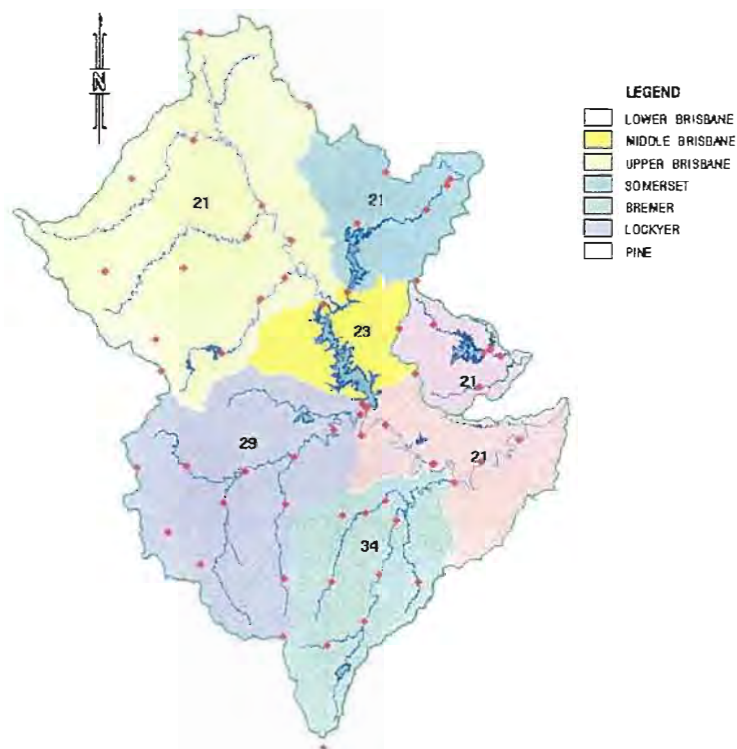 N
LEGEND
LOWER BRISBANE
MIDDLE BRISBANE
UPPER BRISBANE
SOMERSET
BREMER
LOCKYER
PINE
21
21
23
21
29
21
34